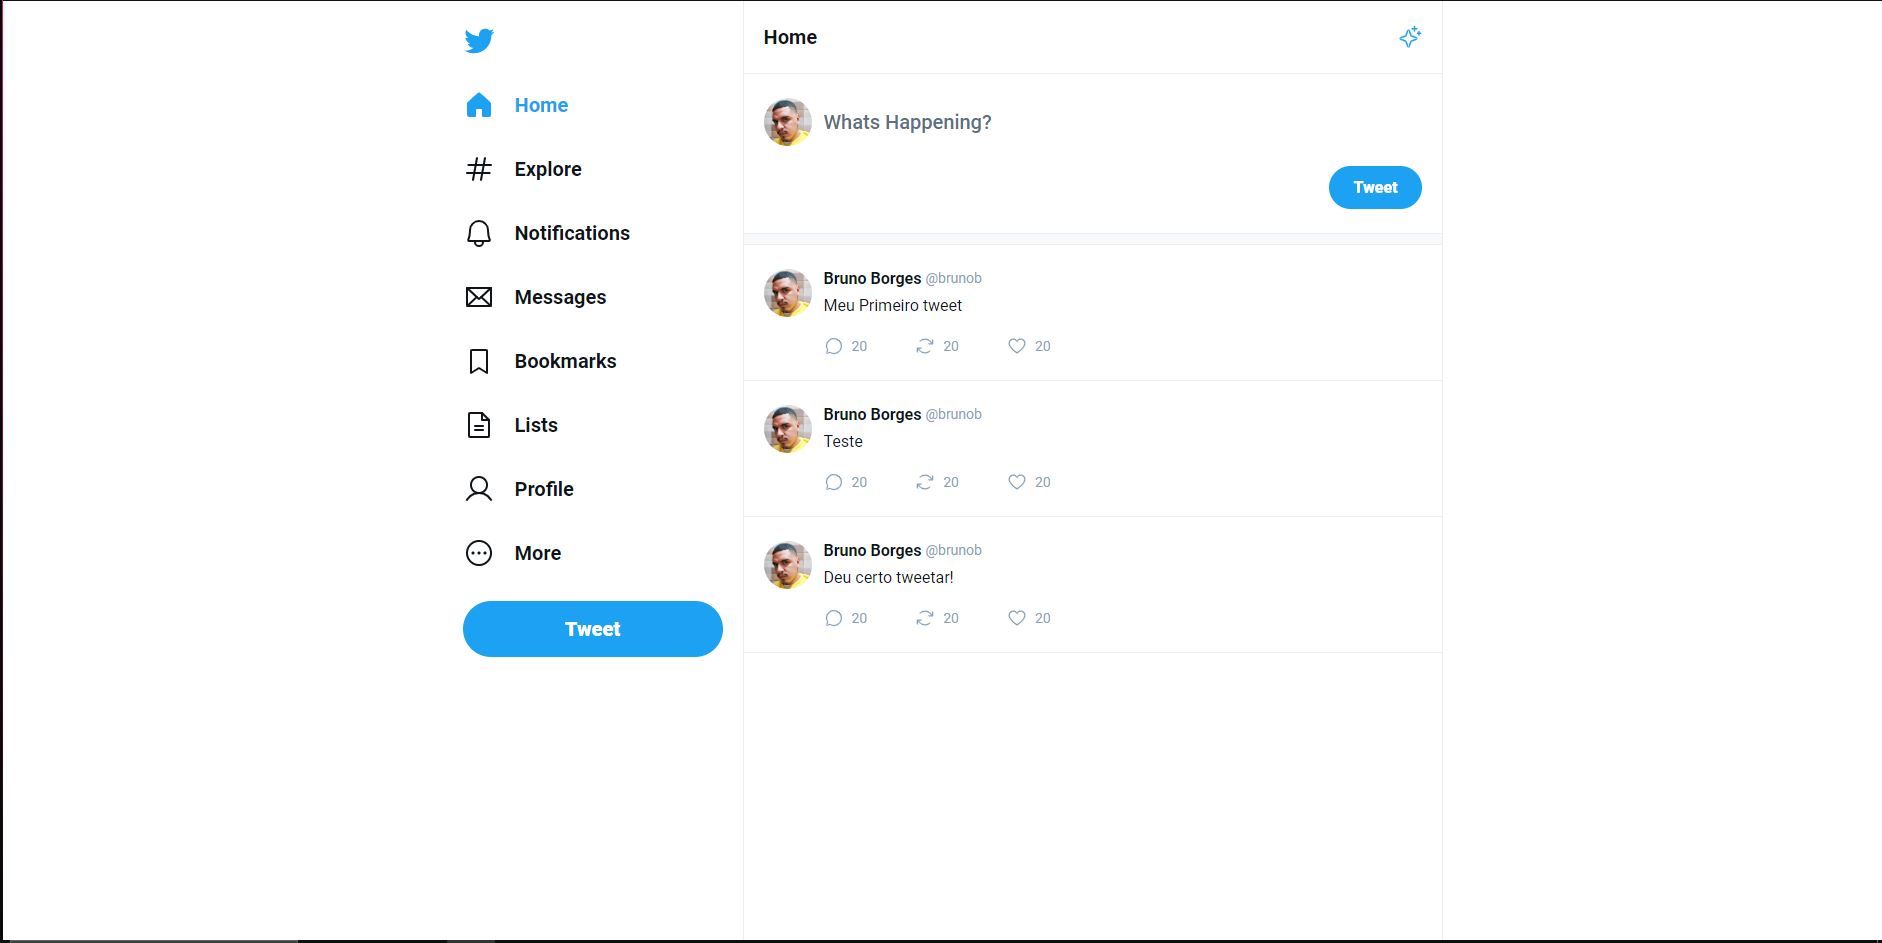 Home
Explore
Notifications
Messages
Bookmarks
Lists
Profile
More
Tweet
Home
Whats Happening?
Tweet
Bruno Borges @brunob
Meu Primeiro tweet
20 20 20
Bruno Borges @brunob
Teste
20 20 20
Bruno Borges @brunob
Deu certo tweetar!
20 20 20